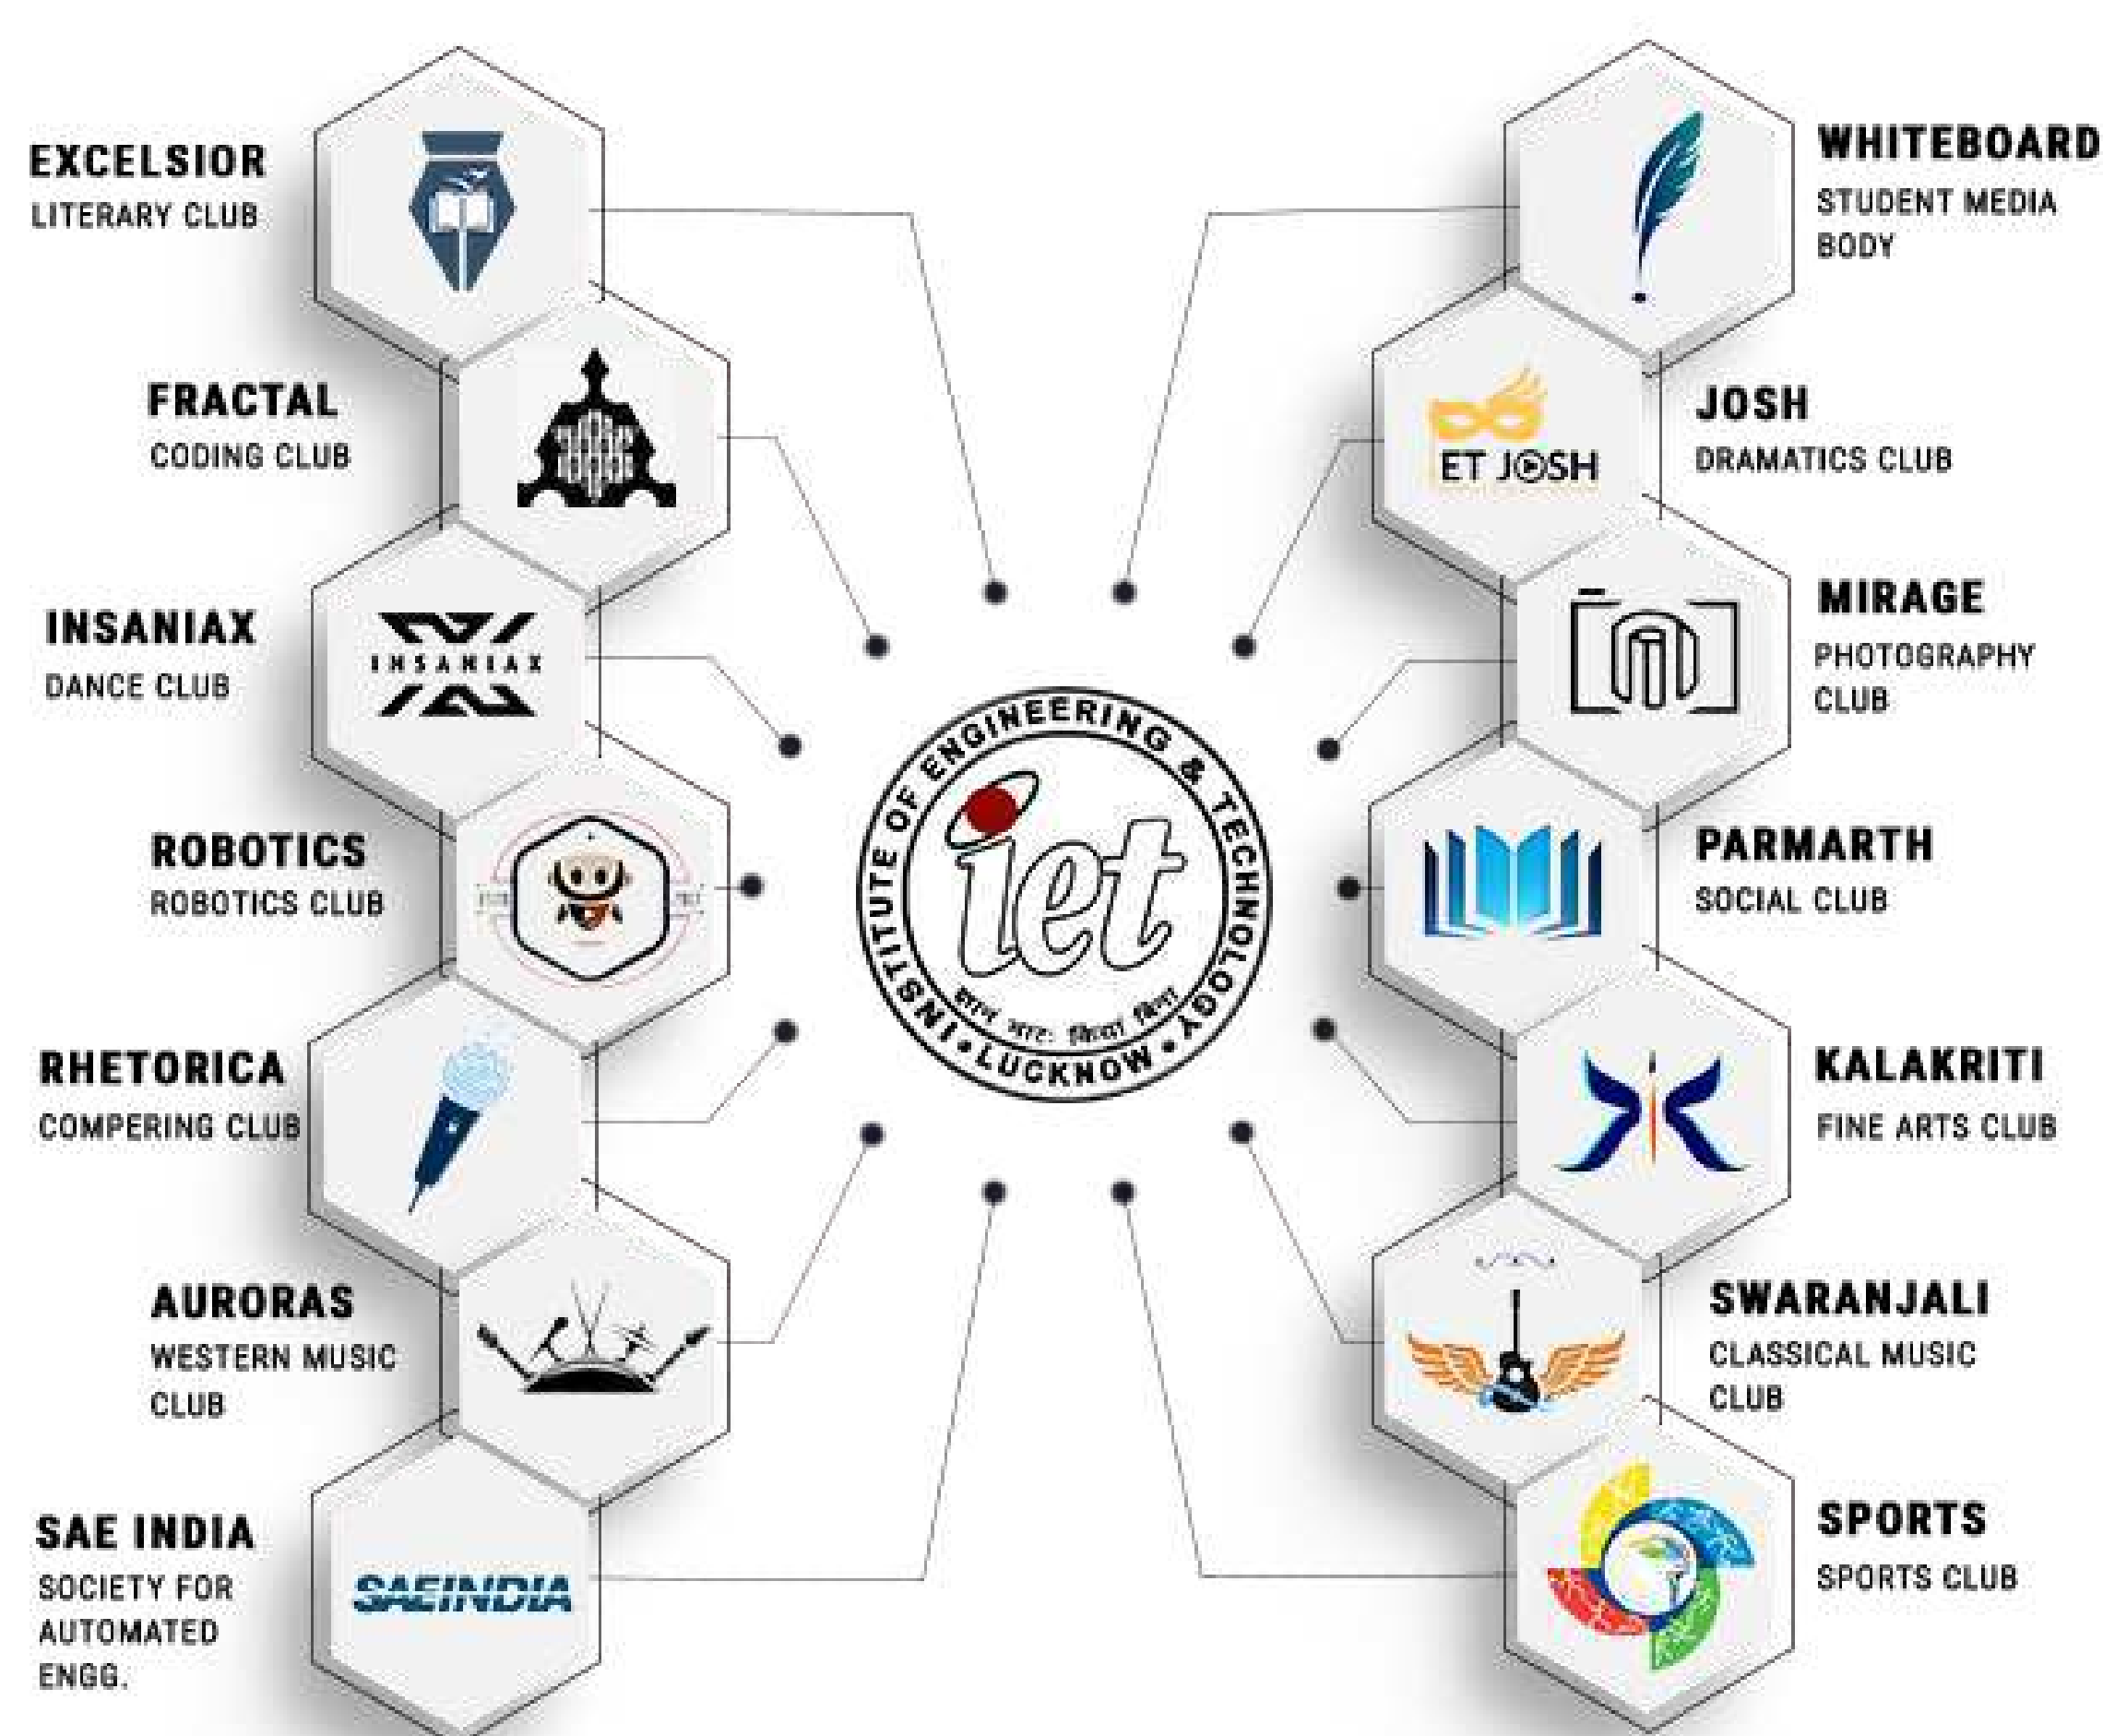 EXCELSIOR
LITERARY CLUB
FRACTAL
CODING CLUB
INSANIAX
DANCE CLUB
INSANIAX
ROBOTICS
ROBOTICS CLUB
RHETORICA
COMPERING CLUB
AURORAS
WESTERN MUSIC
CLUB
SAE INDIA
SOCIETY FOR
AUTOMATED
ENGG.
SAEINDIA
INSTITUTE OF ENGINEERING & TECHNOLOGY
iet
• LUCKNOW •
WHITEBOARD
STUDENT MEDIA
BODY
JOSH
DRAMATICS CLUB
ET JOSH
MIRAGE
PHOTOGRAPHY
CLUB
PARMARTH
SOCIAL CLUB
KALAKRITI
FINE ARTS CLUB
SWARANJALI
CLASSICAL MUSIC
CLUB
SPORTS
SPORTS CLUB